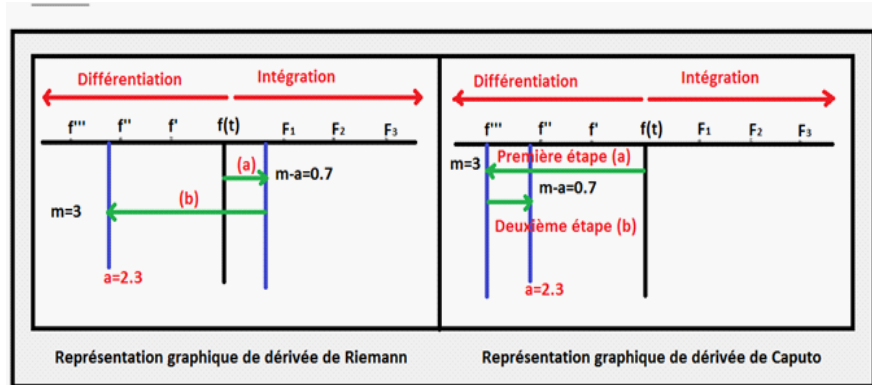 Différentiation Intégration
f''' f'' f' f(t) F₁ F₂ F₃
(a)
m-a=0.7
(b)
m=3
a=2.3
Représentation graphique de dérivée de Riemann
Différentiation Intégration
f''' f'' f' f(t) F₁ F₂ F₃
Première étape (a)
m=3
m-a=0.7
Deuxième étape (b)
a=2.3
Représentation graphique de dérivée de Caputo